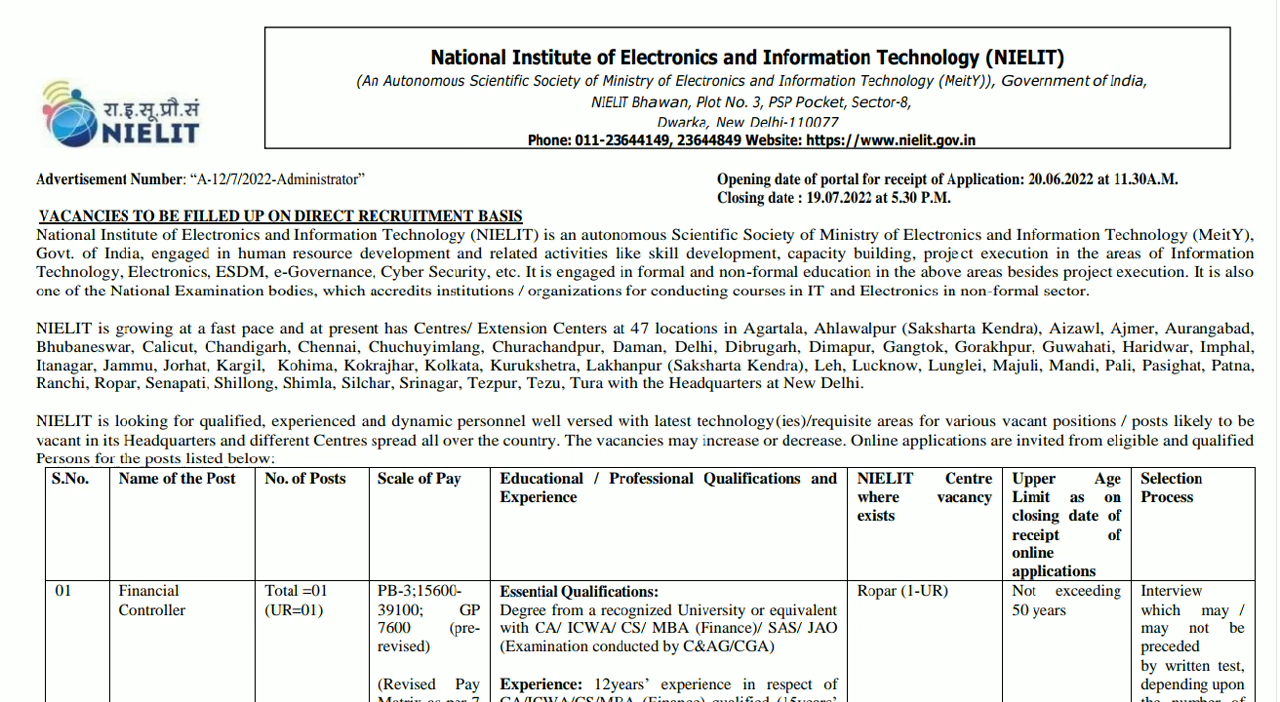 National Institute of Electronics and Information Technology (NIELIT)
(An Autonomous Scientific Society of Ministry of Electronics and Information Technology (MeitY)), Government of India,
NIELIT Bhawan, Plot No. 3, PSP Pocket, Sector-8,
Dwarka, New Delhi-110077
Phone: 011-23644149, 23644849 Website: https://www.nielit.gov.in
रा.इ.सू.प्रौ.सं
NIELIT
Advertisement Number: “A-12/7/2022-Administrator”
Opening date of portal for receipt of Application: 20.06.2022 at 11.30A.M.
Closing date : 19.07.2022 at 5.30 P.M.
VACANCIES TO BE FILLED UP ON DIRECT RECRUITMENT BASIS
National Institute of Electronics and Information Technology (NIELIT) is an autonomous Scientific Society of Ministry of Electronics and Information Technology (MeitY),
Govt. of India, engaged in human resource development and related activities like skill development, capacity building, project execution in the areas of Information
Technology, Electronics, ESDM, e-Governance, Cyber Security, etc. It is engaged in formal and non-formal education in the above areas besides project execution. It is also
one of the National Examination bodies, which accredits institutions / organizations for conducting courses in IT and Electronics in non-formal sector.
NIELIT is growing at a fast pace and at present has Centres/ Extension Centers at 47 locations in Agartala, Ahlawalpur (Saksharta Kendra), Aizawl, Ajmer, Aurangabad,
Bhubaneswar, Calicut, Chandigarh, Chennai, Chuchuyimlang, Churachandpur, Daman, Delhi, Dibrugarh, Dimapur, Gangtok, Gorakhpur, Guwahati, Haridwar, Imphal,
Itanagar, Jammu, Jorhat, Kargil, Kohima, Kokrajhar, Kolkata, Kurukshetra, Lakhanpur (Saksharta Kendra), Leh, Lucknow, Lunglei, Majuli, Mandi, Pali, Pasighat, Patna,
Ranchi, Ropar, Senapati, Shillong, Shimla, Silchar, Srinagar, Tezpur, Tezu, Tura with the Headquarters at New Delhi.
NIELIT is looking for qualified, experienced and dynamic personnel well versed with latest technology(ies)/requisite areas for various vacant positions / posts likely to be
vacant in its Headquarters and different Centres spread all over the country. The vacancies may increase or decrease. Online applications are invited from eligible and qualified
Persons for the posts listed below:
S.No.
Name of the Post
No. of Posts
Scale of Pay
Educational / Professional Qualifications and
Experience
NIELIT Centre
where vacancy
exists
Upper Age
Limit as on
closing date of
receipt of
online
applications
Selection
Process
01
Financial
Controller
Total =01
(UR=01)
PB-3;15600-
39100; GP
7600 (pre-
revised)
(Revised Pay
Matrix as per 7
Essential Qualifications:
Degree from a recognized University or equivalent
with CA/ ICWA/ CS/ MBA (Finance)/ SAS/ JAO
(Examination conducted by C&AG/CGA)
Experience: 12years’ experience in respect of
CA/ICWA/CS/MBA (Finance) qualified (15years’
Ropar (1-UR)
Not exceeding
50 years
Interview
which may /
may not be
preceded
by written test,
depending upon
the number of